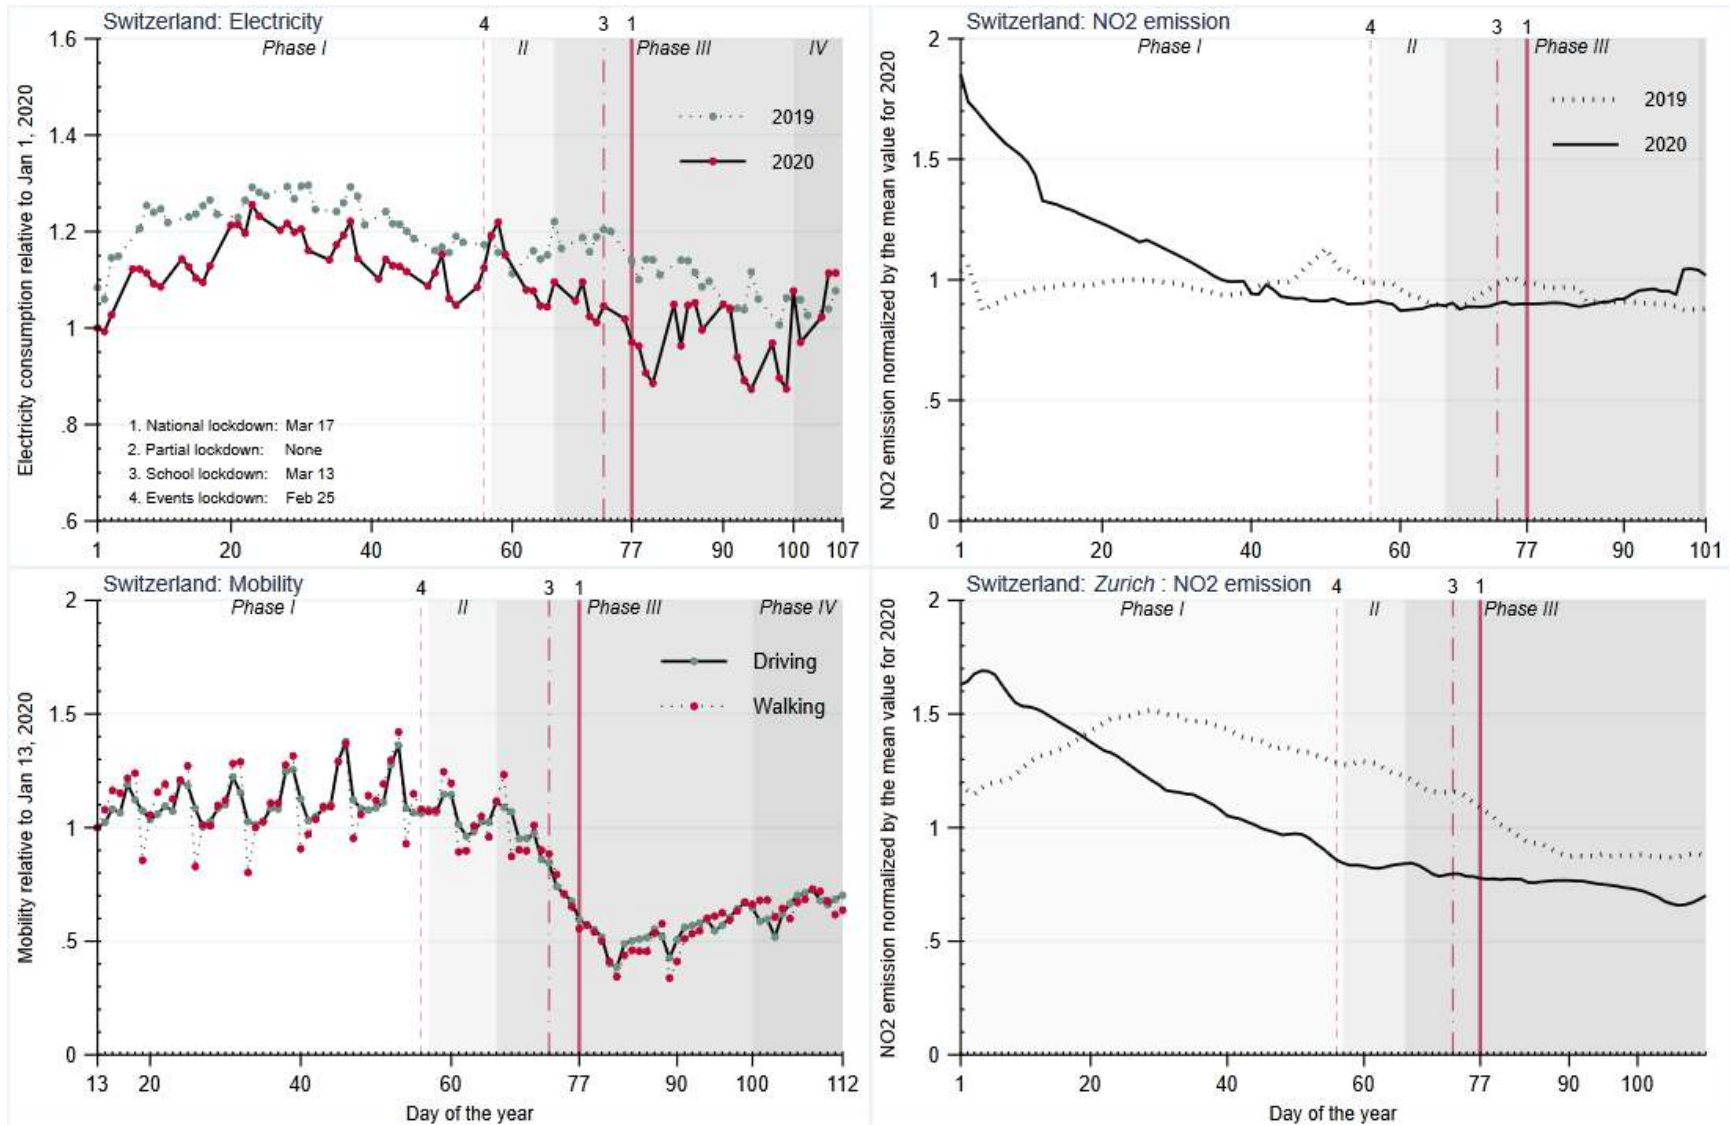 Switzerland: Electricity
4 3 1
Phase I II Phase III IV
Electricity consumption relative to Jan 1, 2020
1.6
1.4
1.2
1
.8
.6
2019
2020
1. National lockdown: Mar 17
2. Partial lockdown: None
3. School lockdown: Mar 13
4. Events lockdown: Feb 25
1 20 40 60 77 90 100 107
Switzerland: NO2 emission
4 3 1
Phase I II Phase III
NO2 emission normalized by the mean value for 2020
2
1.5
1
.5
0
2019
2020
1 20 40 60 77 90 101
Switzerland: Mobility
4 3 1
Phase I II Phase III Phase IV
Mobility relative to Jan 13, 2020
2
1.5
1
.5
0
Driving
Walking
13 20 40 60 77 90 100 112
Day of the year
Switzerland: Zurich : NO2 emission
4 3 1
Phase I II Phase III
NO2 emission normalized by the mean value for 2020
2
1.5
1
.5
0
1 20 40 60 77 90 100
Day of the year